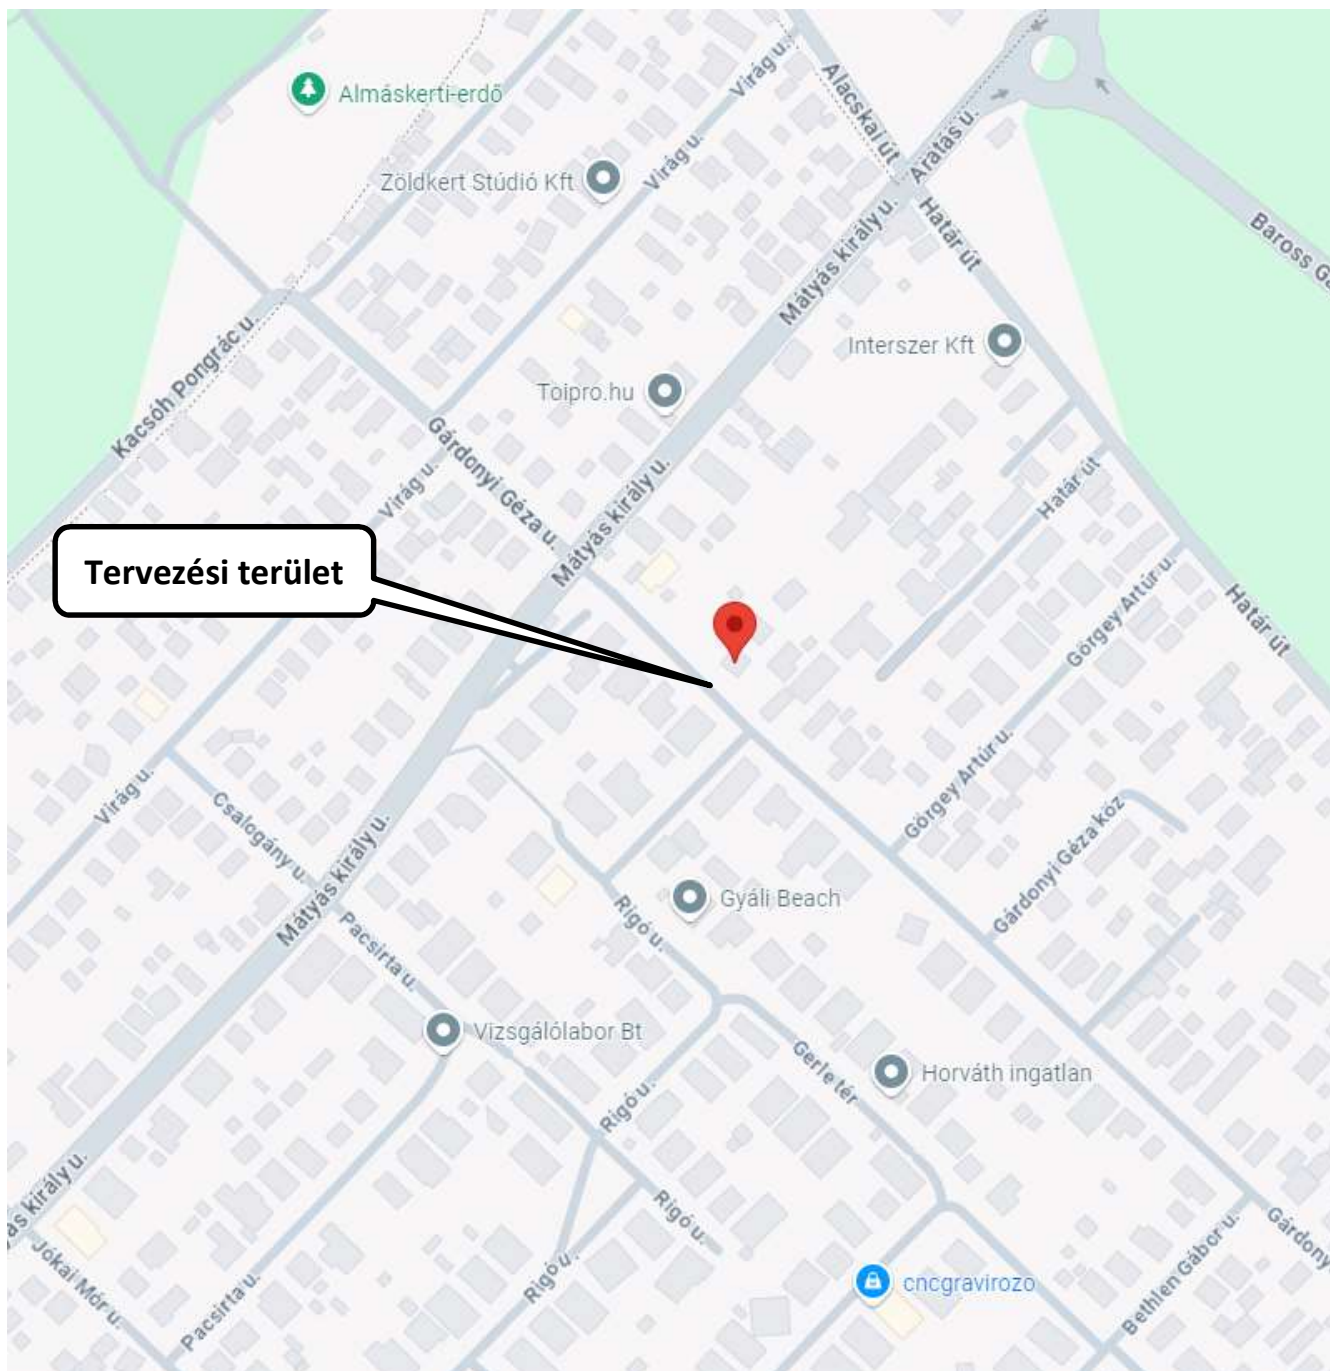 Almáskerti-erdő
Virág u.
Alacskai út
Aratás u.
Zöldkert Stúdió Kft
Virág u.
Mátyás király u.
Határ út
Baross Ga
Kacsóh Pongrác u.
Interszer Kft
Toipro.hu
Gárdonyi Géza u.
Virág u.
Mátyás király u.
Határ út
Tervezési terület
Görgey Artúr u.
Határ út
Görgey Artúr u.
Virág u.
Csalogány u.
Mátyás király u.
Gárdonyi Géza köz
Gyáli Beach
Rigó u.
Pacsirta u.
Vizsgálólabor Bt
Gerle tér
Horváth ingatlan
Rigó u.
ás király u.
Rigó u.
Jókai Mór u.
Pacsirta u.
Rigó u.
cncgravirozo
Bethlen Gábor u.
Gárdony